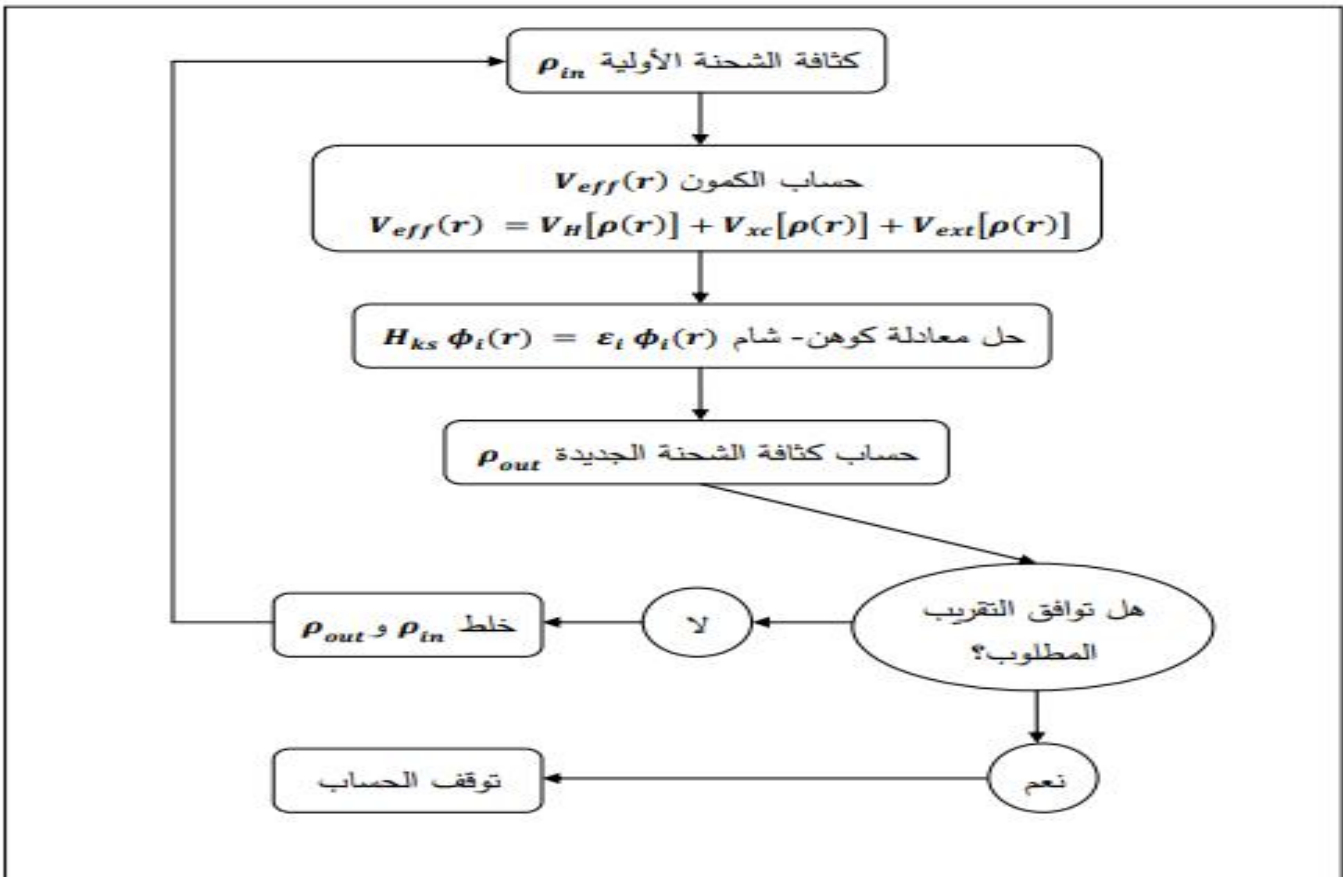 كثافة الشحنة الأولية ρ_in
حساب الكمون V_eff(r)
V_eff(r) = V_H[ρ(r)] + V_xc[ρ(r)] + V_ext[ρ(r)]
حل معادلة كوهن- شام H_ks ϕ_i(r) = ε_i ϕ_i(r)
حساب كثافة الشحنة الجديدة ρ_out
هل توافق التقريب
المطلوب؟
لا
خلط ρ_in و ρ_out
نعم
توقف الحساب